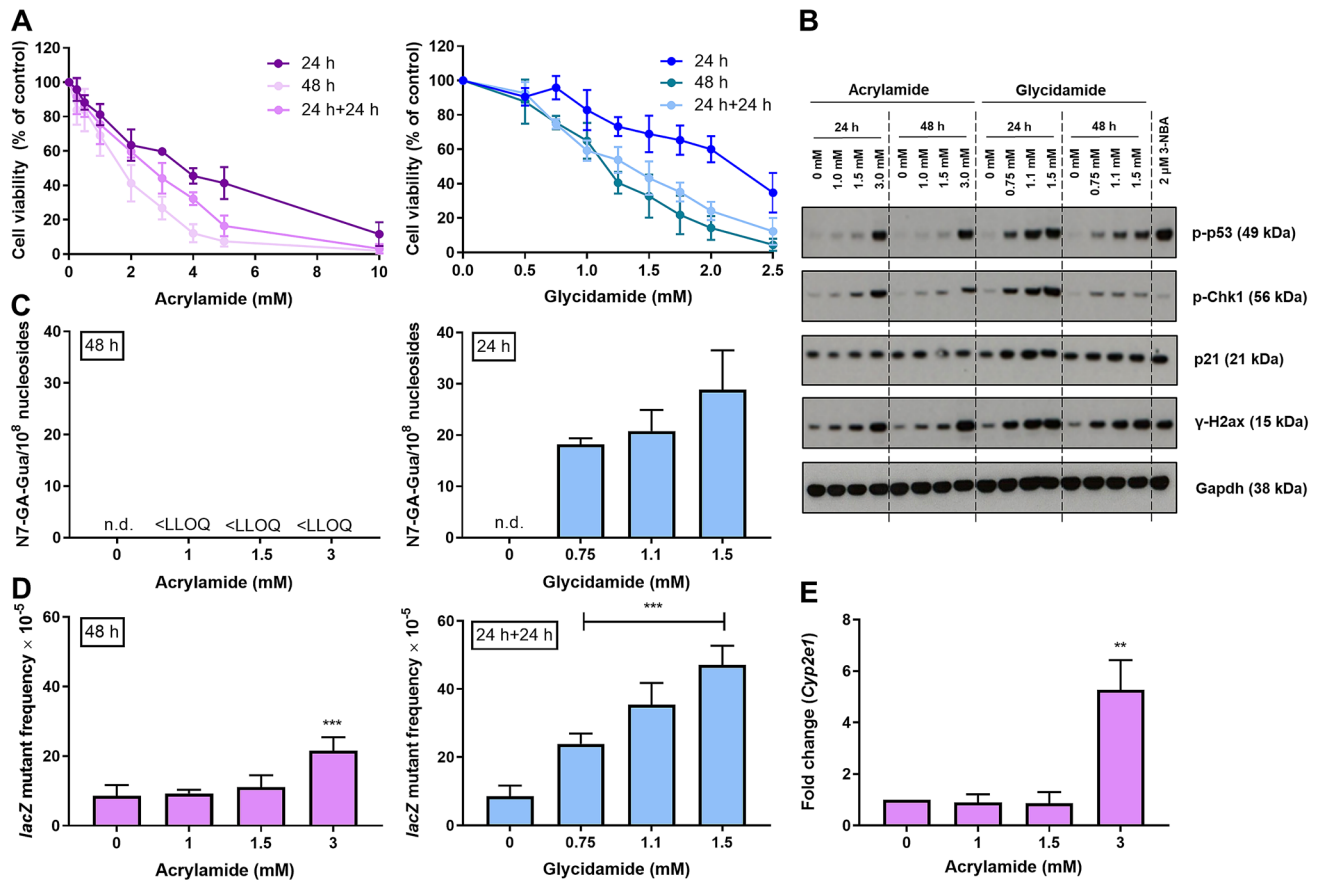 A
Cell viability (% of control)
120
100
80
60
40
20
0
0
2
4
6
8
10
Acrylamide (mM)
24 h
48 h
24 h+24 h
Cell viability (% of control)
120
100
80
60
40
20
0
0.0
0.5
1.0
1.5
2.0
2.5
Glycidamide (mM)
24 h
48 h
24 h+24 h
B
Acrylamide
Glycidamide
24 h
48 h
24 h
48 h
0 mM
1.0 mM
1.5 mM
3.0 mM
0 mM
1.0 mM
1.5 mM
3.0 mM
0 mM
0.75 mM
1.1 mM
1.5 mM
0 mM
0.75 mM
1.1 mM
1.5 mM
2 µM 3-NBA
p-p53 (49 kDa)
p-Chk1 (56 kDa)
p21 (21 kDa)
γ-H2ax (15 kDa)
Gapdh (38 kDa)
C
N7-GA-Gua/10⁸ nucleosides
40
30
20
10
0
48 h
n.d.
<LLOQ
<LLOQ
<LLOQ
0
1
1.5
3
Acrylamide (mM)
N7-GA-Gua/10⁸ nucleosides
40
30
20
10
0
24 h
n.d.
0
0.75
1.1
1.5
Glycidamide (mM)
D
lacZ mutant frequency × 10⁻⁵
60
40
20
0
48 h
***
0
1
1.5
3
Acrylamide (mM)
lacZ mutant frequency × 10⁻⁵
60
40
20
0
24 h+24 h
***
0
0.75
1.1
1.5
Glycidamide (mM)
E
Fold change (Cyp2e1)
8
6
4
2
0
**
0
1
1.5
3
Acrylamide (mM)